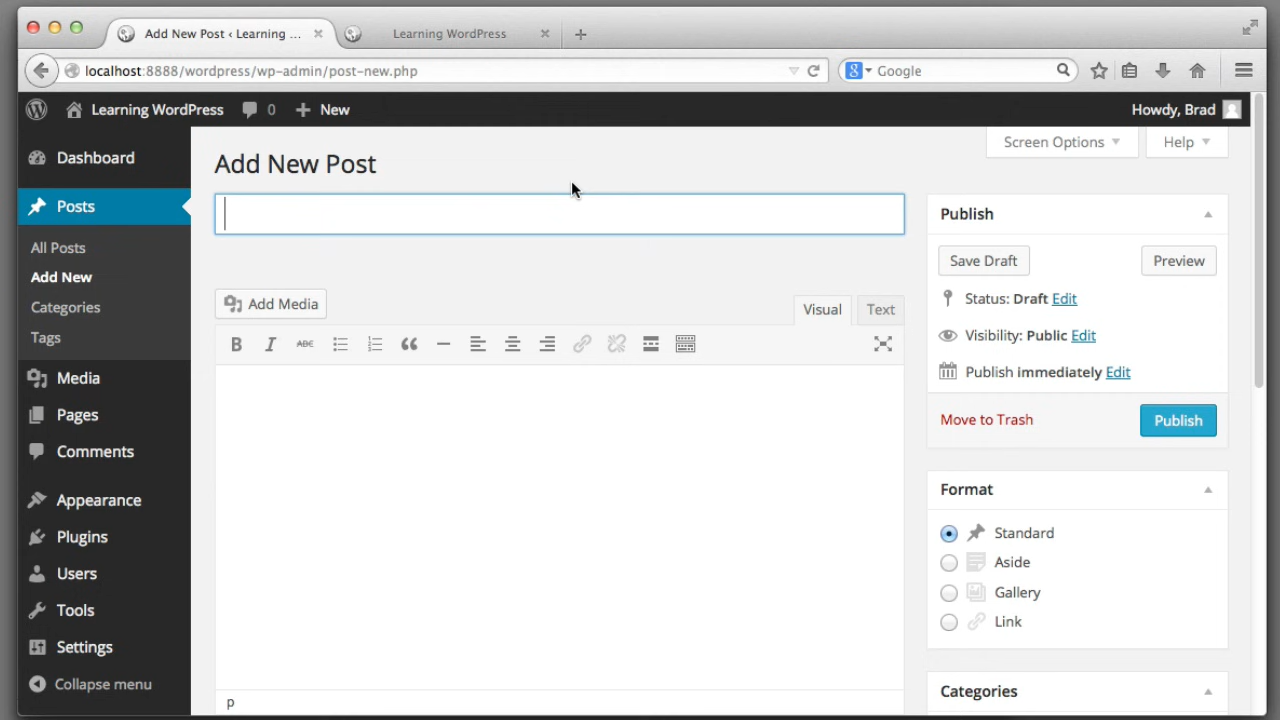 Add New Post ‹ Learning ...
Learning WordPress
localhost:8888/wordpress/wp-admin/post-new.php
Google
Learning WordPress 0 New
Howdy, Brad
Screen Options
Help
Dashboard
Posts
All Posts
Add New
Categories
Tags
Media
Pages
Comments
Appearance
Plugins
Users
Tools
Settings
Collapse menu
Add New Post
Add Media
Visual
Text
B I ABC
p
Publish
Save Draft
Preview
Status: Draft Edit
Visibility: Public Edit
Publish immediately Edit
Move to Trash
Publish
Format
Standard
Aside
Gallery
Link
Categories